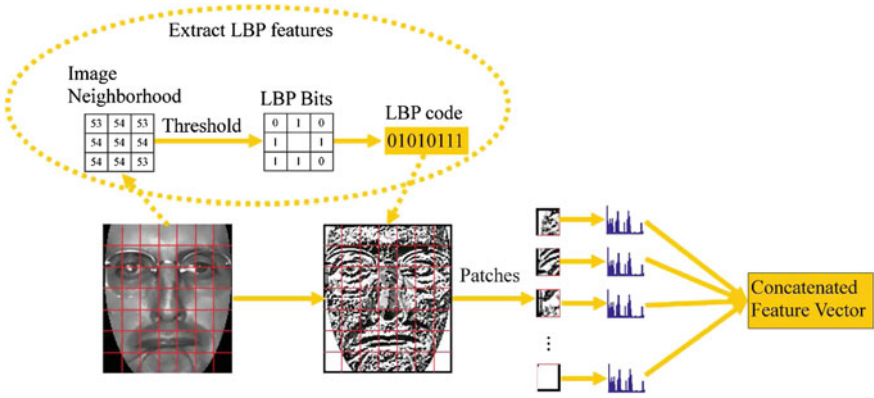 Extract LBP features
Image
Neighborhood
53 54 53
54 54 54
54 54 53
Threshold
LBP Bits
0 1 0
1 1
1 1 0
LBP code
01010111
Patches
Concatenated
Feature Vector